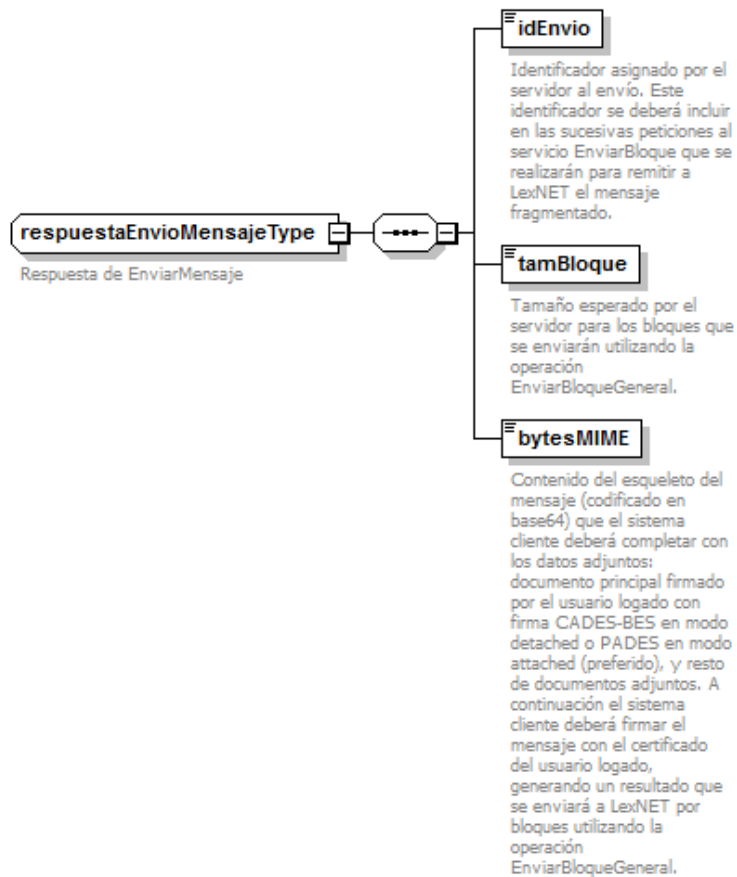 idEnvio
Identificador asignado por el
servidor al envío. Este
identificador se deberá incluir
en las sucesivas peticiones al
servicio EnviarBloque que se
realizarán para remitir a
LexNET el mensaje
fragmentado.
respuestaEnvioMensajeType
Respuesta de EnviarMensaje
tamBloque
Tamaño esperado por el
servidor para los bloques que
se enviarán utilizando la
operación
EnviarBloqueGeneral.
bytesMIME
Contenido del esqueleto del
mensaje (codificado en
base64) que el sistema
cliente deberá completar con
los datos adjuntos:
documento principal firmado
por el usuario logado con
firma CADES-BES en modo
detached o PADES en modo
attached (preferido), y resto
de documentos adjuntos. A
continuación el sistema
cliente deberá firmar el
mensaje con el certificado
del usuario logado,
generando un resultado que
se enviará a LexNET por
bloques utilizando la
operación
EnviarBloqueGeneral.